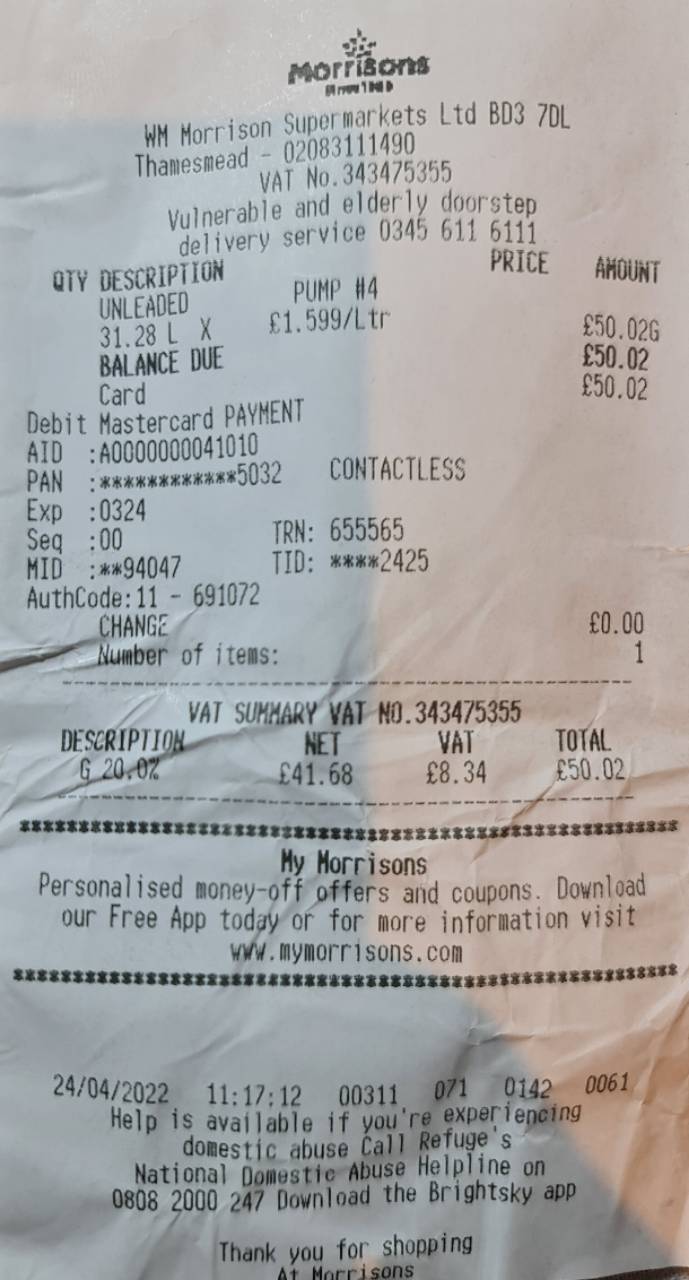 Morrisons
Since 1899
WM Morrison Supermarkets Ltd BD3 7DL
Thamesmead - 02083111490
VAT No.343475355
Vulnerable and elderly doorstep
delivery service 0345 611 6111
QTY DESCRIPTION PRICE AMOUNT
UNLEADED PUMP #4
31.28 L X £1.599/Ltr £50.02G
BALANCE DUE £50.02
Card £50.02
Debit Mastercard PAYMENT
AID :A0000000041010
PAN :************5032 CONTACTLESS
Exp :0324
Seq :00 TRN: 655565
MID :**94047 TID: ****2425
AuthCode:11 - 691072
CHANGE £0.00
Number of items: 1
VAT SUMMARY VAT NO.343475355
DESCRIPTION NET VAT TOTAL
G 20.0% £41.68 £8.34 £50.02
My Morrisons
Personalised money-off offers and coupons. Download
our Free App today or for more information visit
www.mymorrisons.com
24/04/2022 11:17:12 00311 071 0142 0061
Help is available if you're experiencing
domestic abuse Call Refuge's
National Domestic Abuse Helpline on
0808 2000 247 Download the Brightsky app
Thank you for shopping
At Morrisons